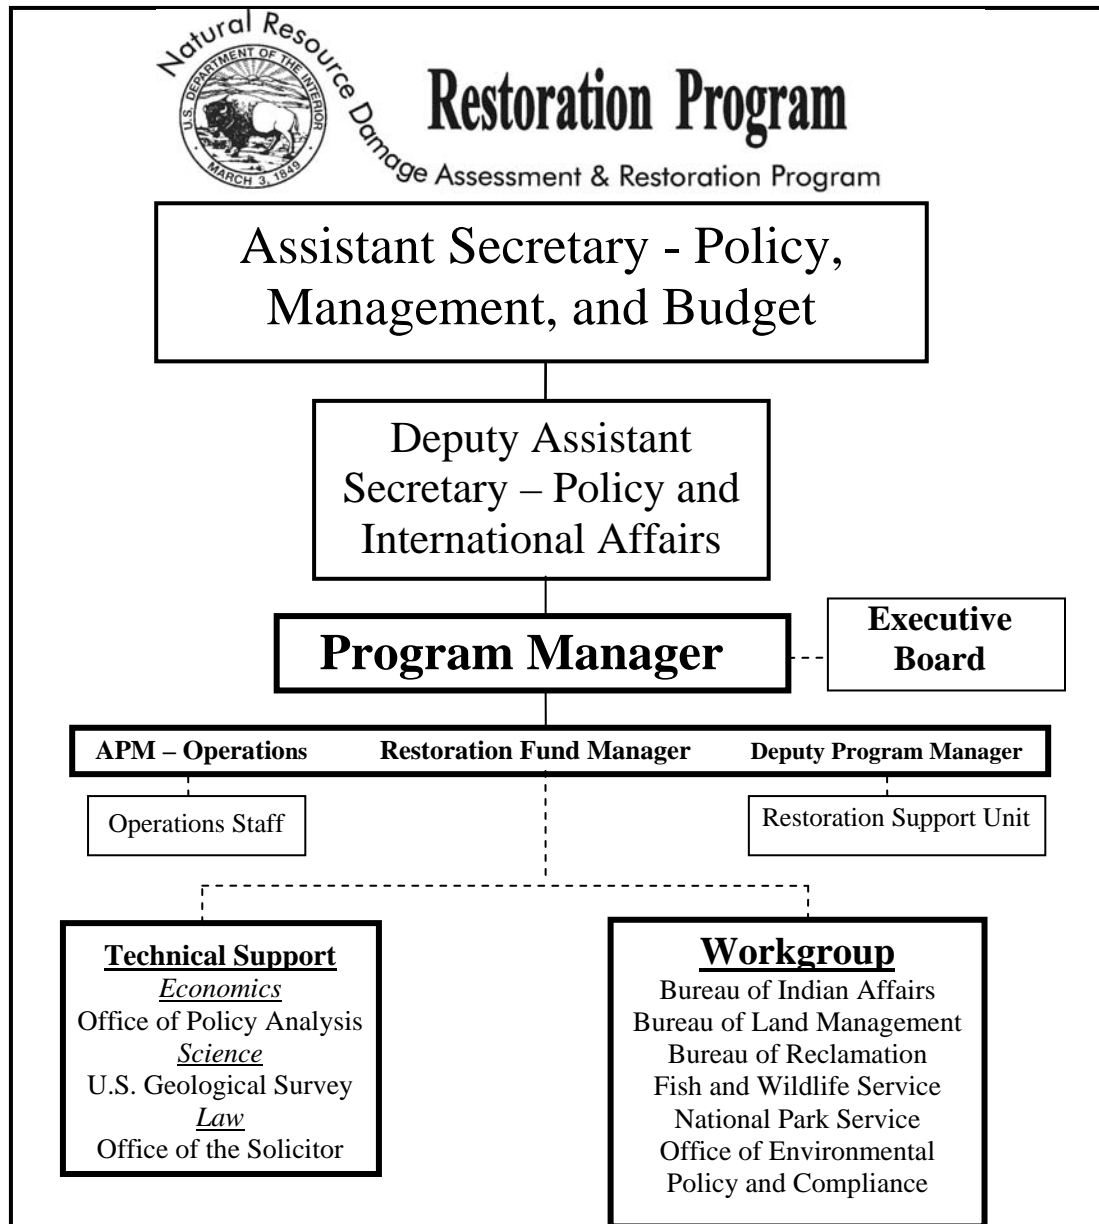 Natural Resource Damage Assessment & Restoration Program
U.S. DEPARTMENT OF THE INTERIOR
MARCH 3, 1849
Restoration Program
Assistant Secretary - Policy,
Management, and Budget
Deputy Assistant
Secretary – Policy and
International Affairs
Program Manager
Executive
Board
APM – Operations
Restoration Fund Manager
Deputy Program Manager
Operations Staff
Restoration Support Unit
Technical Support
Economics
Office of Policy Analysis
Science
U.S. Geological Survey
Law
Office of the Solicitor
Workgroup
Bureau of Indian Affairs
Bureau of Land Management
Bureau of Reclamation
Fish and Wildlife Service
National Park Service
Office of Environmental
Policy and Compliance